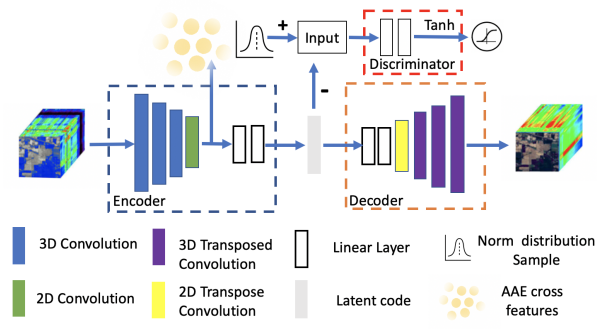 +
Input
Tanh
Discriminator
-
Encoder
Decoder
3D Convolution
3D Transposed
Convolution
Linear Layer
Norm distribution
Sample
2D Convolution
2D Transpose
Convolution
Latent code
AAE cross
features